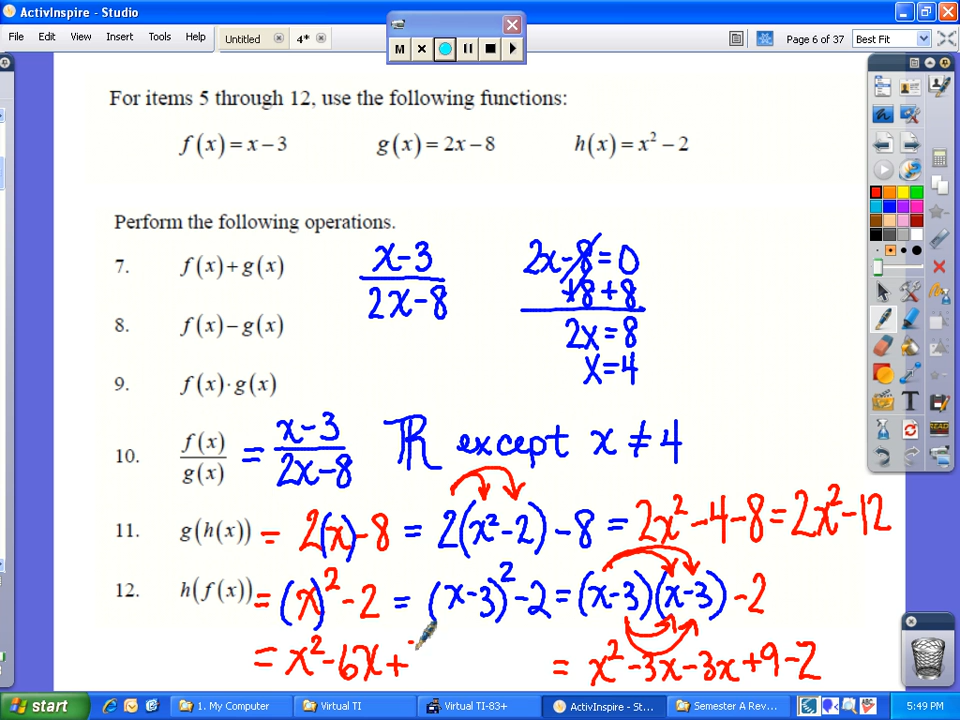 ActivInspire - Studio
File Edit View Insert Tools Help Untitled 4* Page 6 of 37 Best Fit
M
For items 5 through 12, use the following functions:
f(x) = x − 3 g(x) = 2x − 8 h(x) = x² − 2
Perform the following operations.
7. f(x) + g(x) x−3 / 2x−8 2x−8=0
+8 +8
8. f(x) − g(x) 2x=8
x=4
9. f(x)·g(x)
10. f(x) / g(x) = x−3 / 2x−8 ℝ except x ≠ 4
11. g(h(x)) = 2(x)−8 = 2(x²−2)−8 = 2x²−4−8=2x²−12
12. h(f(x)) = (x)²−2 = (x−3)²−2=(x−3)(x−3)−2
= x²−6x+ = x²−3x−3x+9−2
start 1. My Computer Virtual TI Virtual TI-83+ ActivInspire - St... Semester A Rev... 5:49 PM